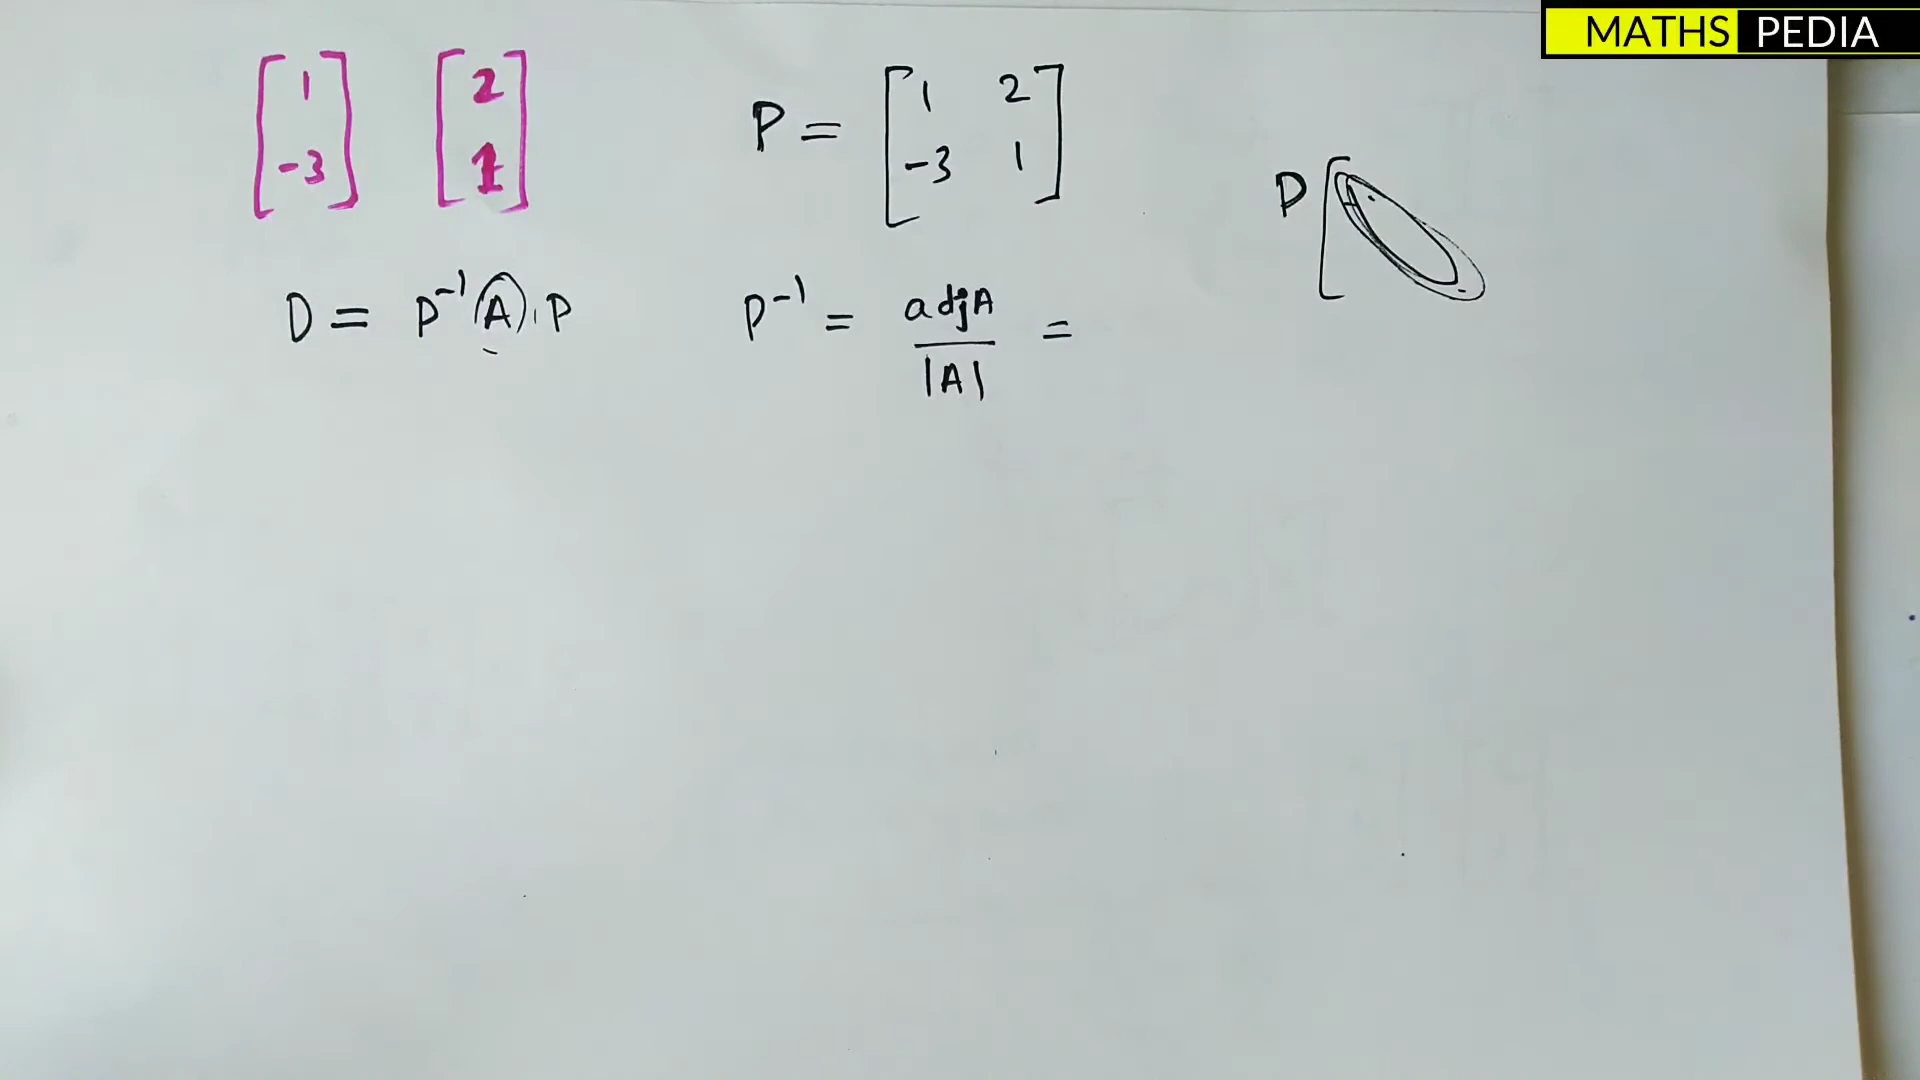 MATHS PEDIA
[1 -3] [2 1] P = [1 2 -3 1]
D [
D = P⁻¹(A).P P⁻¹ = adjA / |A| =